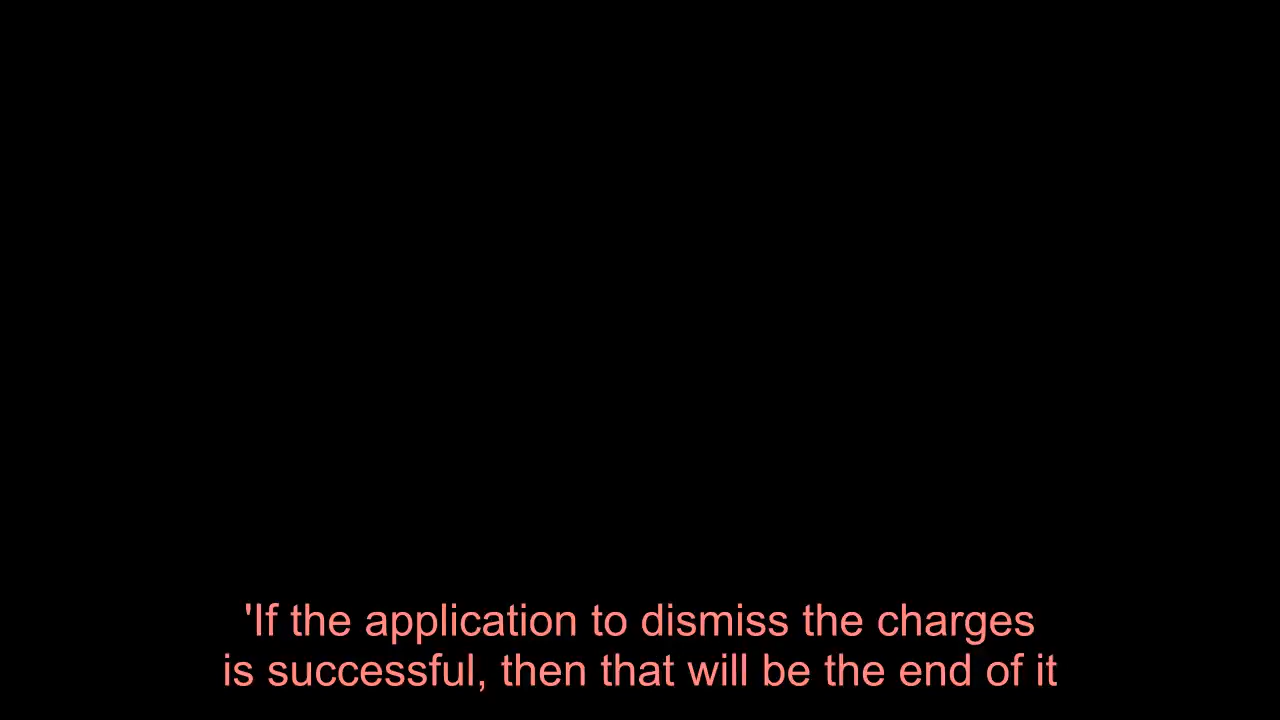 'If the application to dismiss the charges
is successful, then that will be the end of it